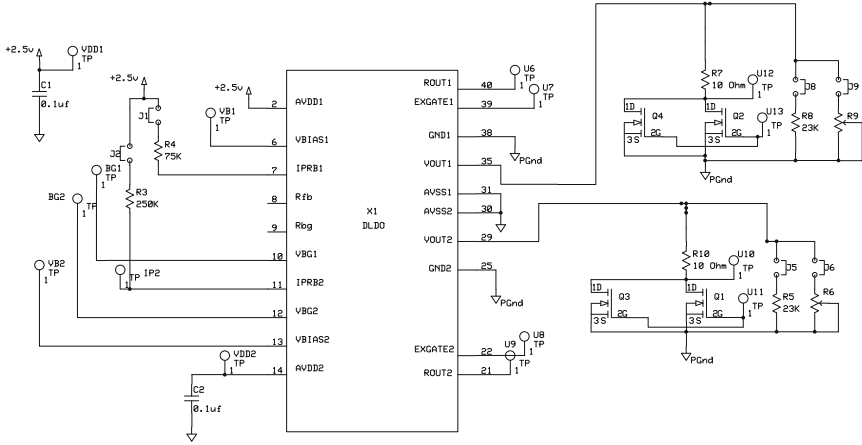 +2.5v
VDD1
TP
1
C1
0.1uf
+2.5v
J1
R4
75K
J2
R3
250K
BG1
TP
1
BG2
TP
1
VB2
TP
1
TP
IP2
1
+2.5v
VB1
TP
1
VDD2
TP
1
C2
0.1uf
2
AVDD1
6
VBIAS1
7
IPRB1
8
Rfb
9
Rbg
10
VBG1
11
IPRB2
12
VBG2
13
VBIAS2
14
AVDD2
X1
DLDO
ROUT1
40
EXGATE1
39
GND1
38
VOUT1
35
AVSS1
31
AVSS2
30
VOUT2
29
GND2
25
EXGATE2
22
ROUT2
21
U6
TP
1
U7
TP
1
PGnd
PGnd
U8
TP
1
U9
TP
1
R7
10 Ohm
U12
TP
1
U13
TP
1
1D
Q4
3S
2G
1D
Q2
3S
2G
J8
J9
R8
23K
R9
PGnd
R10
10 Ohm
U10
TP
1
U11
TP
1
1D
Q3
3S
2G
1D
Q1
3S
2G
J5
J6
R5
23K
R6
PGnd